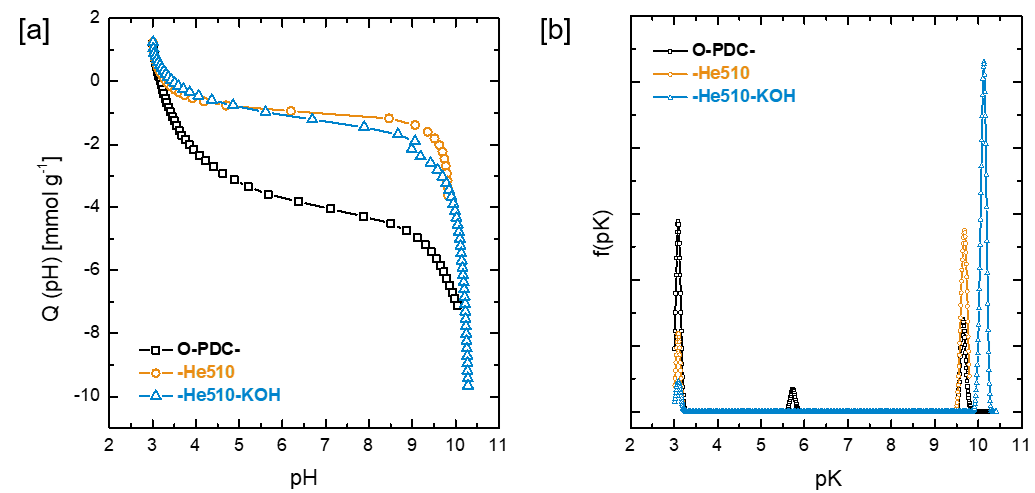 [a]
Q (pH) [mmol g-1]
2
0
-2
-4
-6
-8
-10
O-PDC-
-He510
-He510-KOH
2 3 4 5 6 7 8 9 10 11
pH
[b]
f(pK)
O-PDC-
-He510
-He510-KOH
2 3 4 5 6 7 8 9 10 11
pK